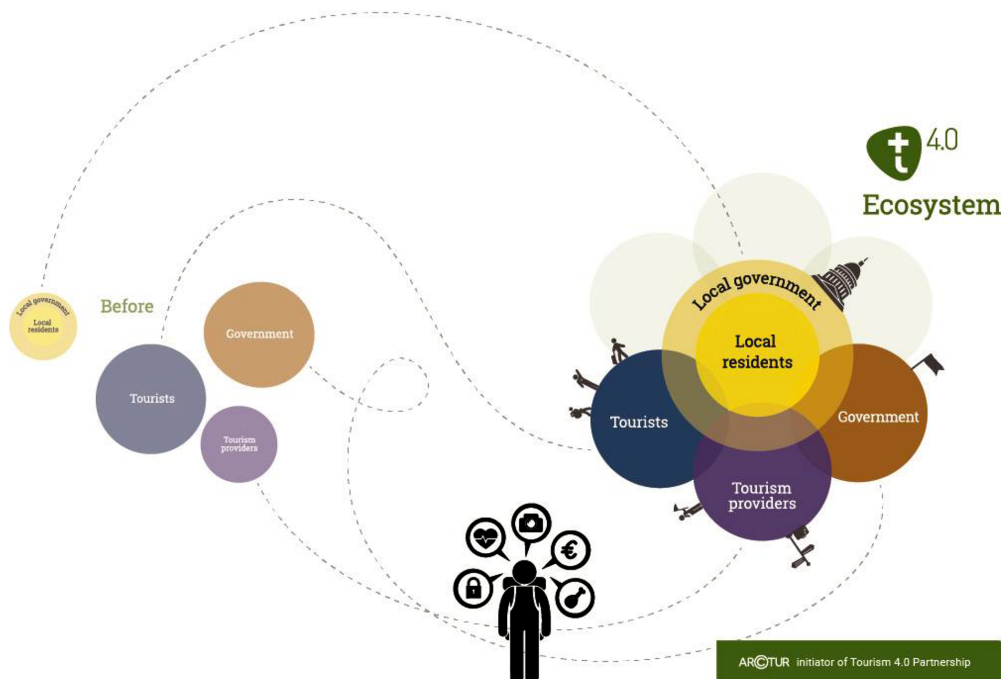 t 4.0
Ecosystem
Before
Local government
Local
residents
Government
Tourists
Tourism
providers
Local government
Local
residents
Tourists
Government
Tourism
providers
€
ARCTUR initiator of Tourism 4.0 Partnership